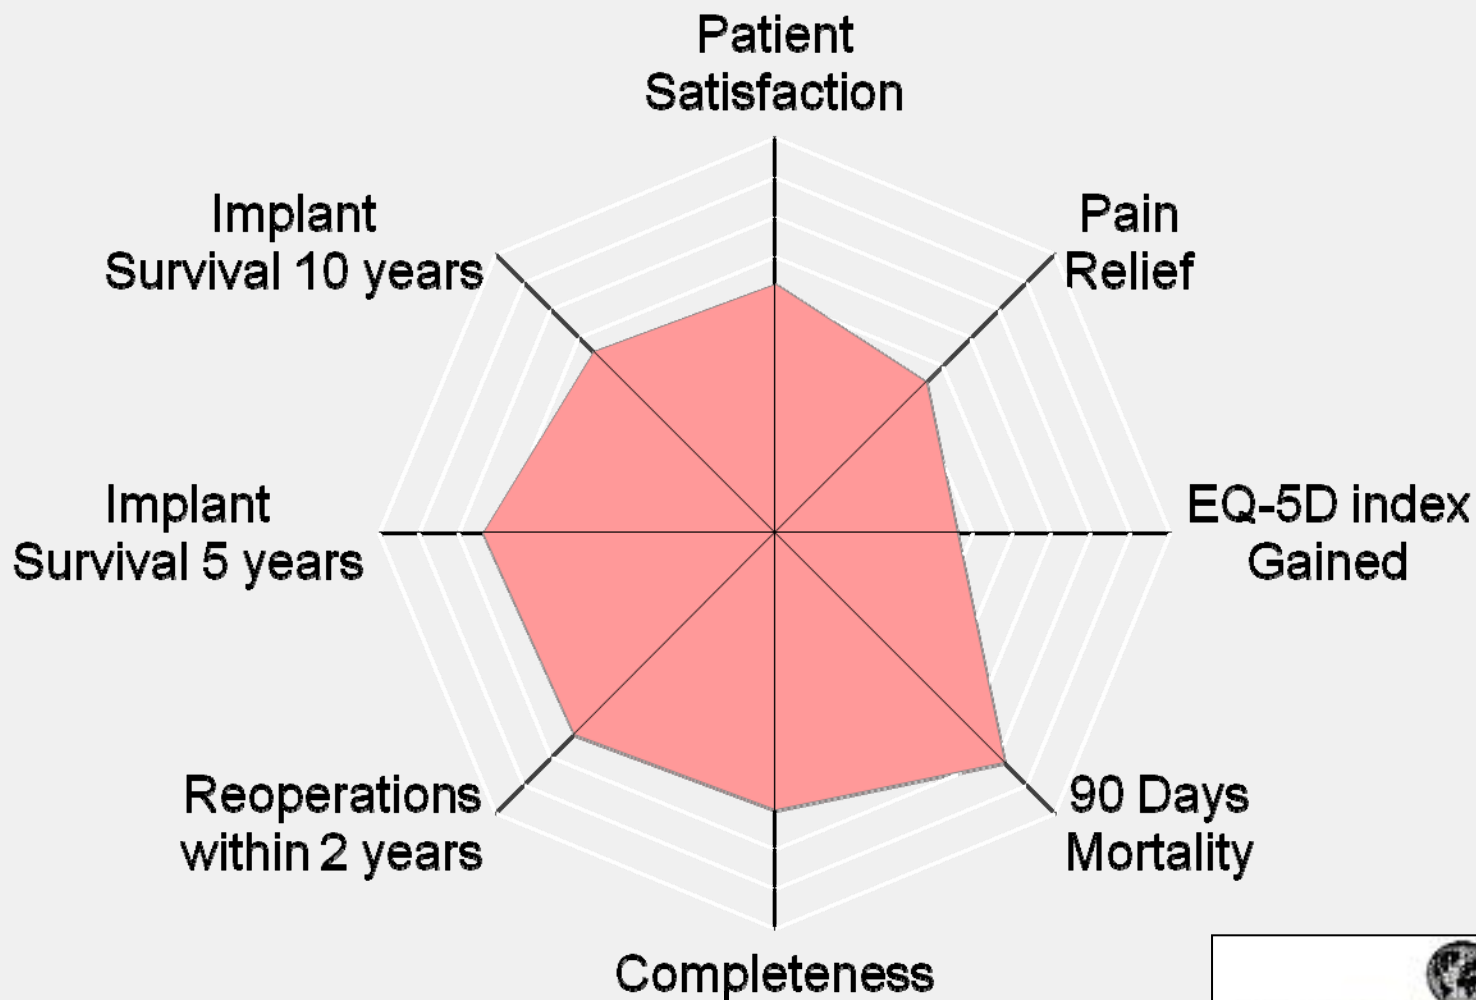 Patient
Satisfaction
Pain
Relief
EQ-5D index
Gained
90 Days
Mortality
Completeness
Reoperations
within 2 years
Implant
Survival 5 years
Implant
Survival 10 years